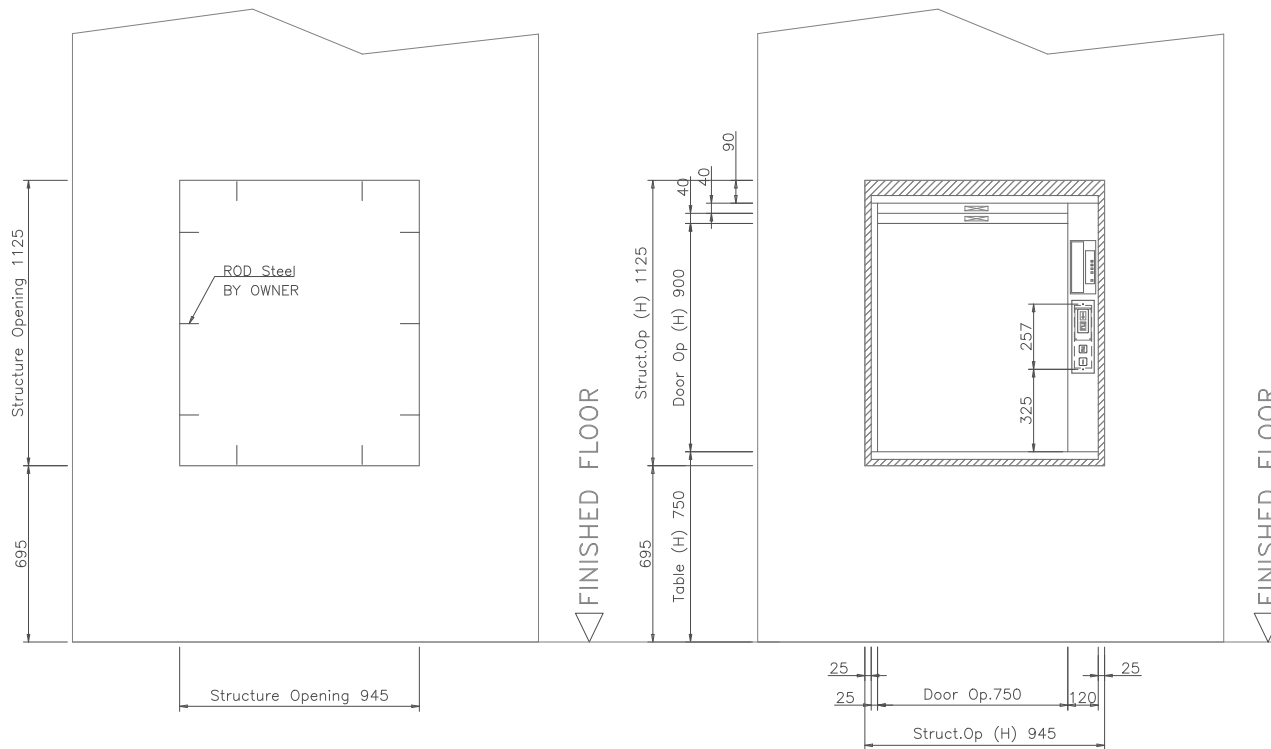 Structure Opening 1125
695
ROD Steel
BY OWNER
FINISHED FLOOR
Structure Opening 945
90
40
40
Struct.Op (H) 1125
Door Op (H) 900
695
Table (H) 750
257
325
FINISHED FLOOR
25
25
Door Op.750
120
25
Struct.Op (H) 945